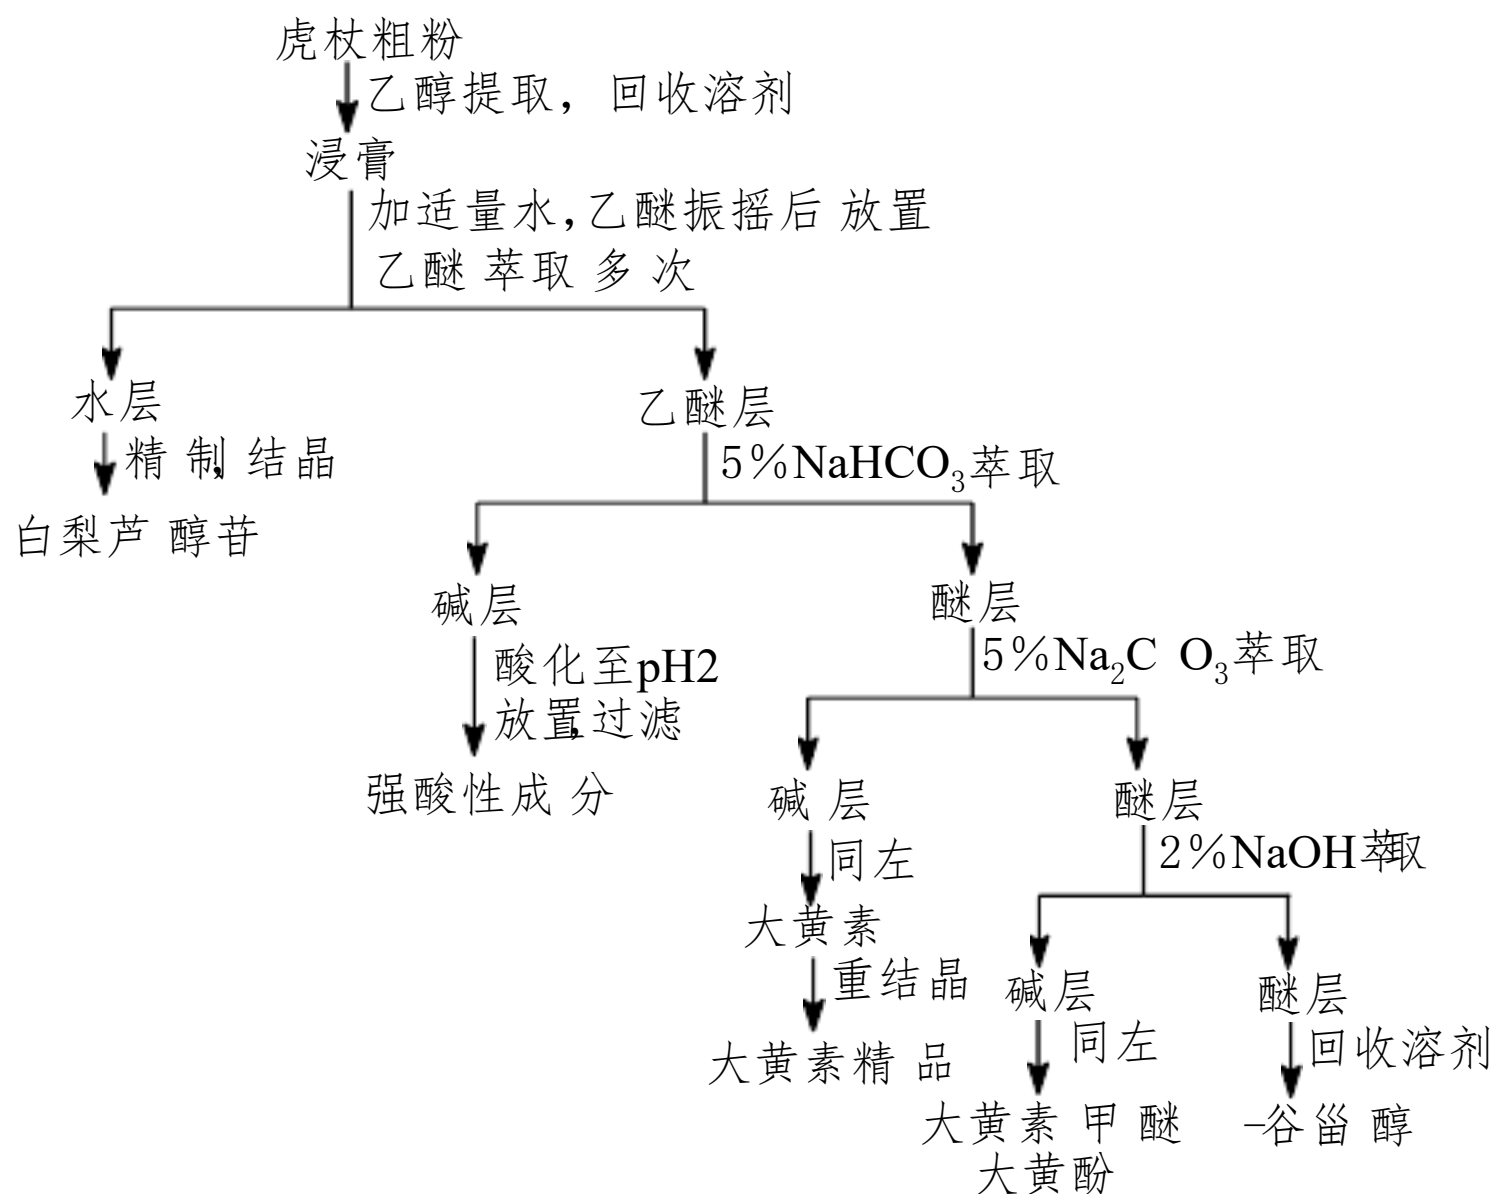 虎杖粗粉
乙醇提取，回收溶剂
浸膏
加适量水,乙醚振摇后放置
乙醚萃取多次
水层
乙醚层
精制,结晶
5%NaHCO₃萃取
白梨芦醇苷
碱层
醚层
酸化至pH2
放置,过滤
5%Na₂CO₃萃取
强酸性成分
碱层
醚层
同左
2%NaOH萃取
大黄素
重结晶
碱层
醚层
大黄素精品
同左
回收溶剂
大黄素甲醚
大黄酚
-谷甾醇